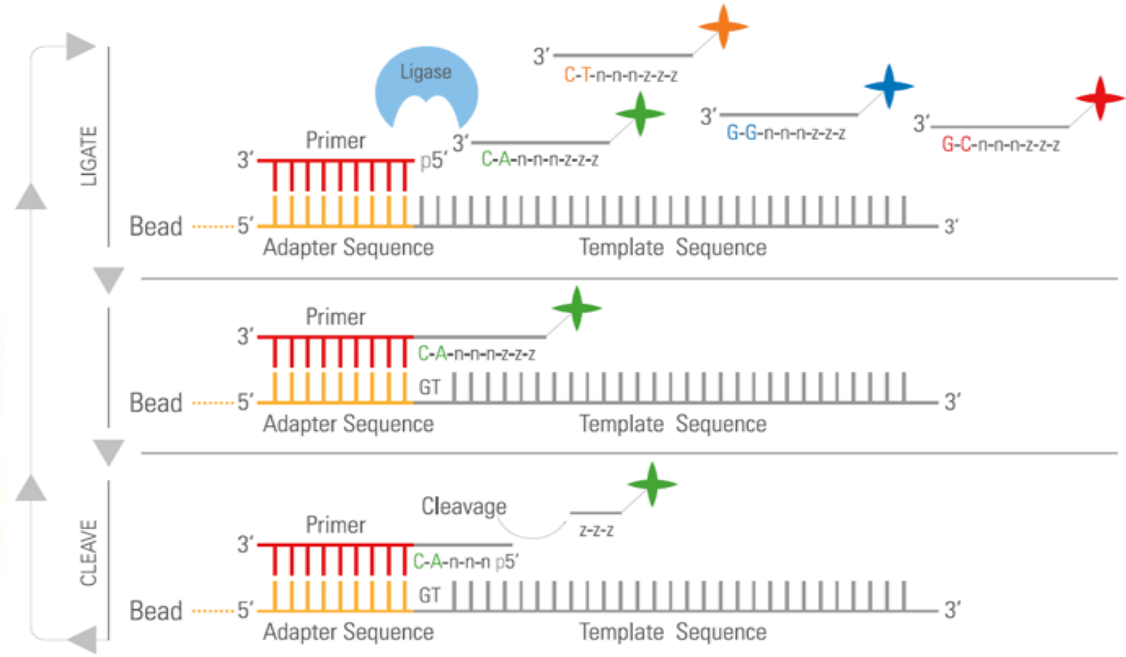 3′
C-T-n-n-n-z-z-z
Ligase
3′
G-G-n-n-n-z-z-z
3′
G-C-n-n-n-z-z-z
3′
C-A-n-n-n-z-z-z
LIGATE
Primer
3′
p5′
Bead
5′
3′
Adapter Sequence
Template Sequence
Primer
3′
C-A-n-n-n-z-z-z
GT
Bead
5′
3′
Adapter Sequence
Template Sequence
CLEAVE
Cleavage
z-z-z
Primer
3′
C-A-n-n-n p5′
GT
Bead
5′
3′
Adapter Sequence
Template Sequence